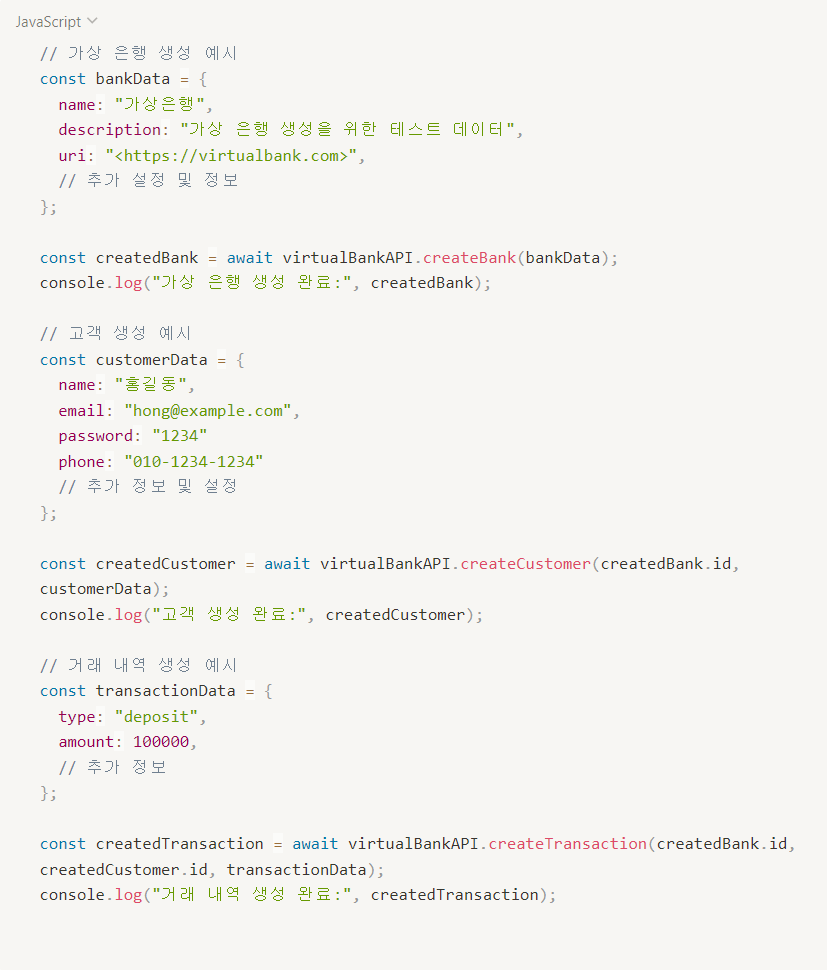 JavaScript
// 가상 은행 생성 예시
const bankData = {
name: "가상은행",
description: "가상 은행 생성을 위한 테스트 데이터",
uri: "<https://virtualbank.com>",
// 추가 설정 및 정보
};
const createdBank = await virtualBankAPI.createBank(bankData);
console.log("가상 은행 생성 완료:", createdBank);
// 고객 생성 예시
const customerData = {
name: "홍길동",
email: "hong@example.com",
password: "1234"
phone: "010-1234-1234"
// 추가 정보 및 설정
};
const createdCustomer = await virtualBankAPI.createCustomer(createdBank.id,
customerData);
console.log("고객 생성 완료:", createdCustomer);
// 거래 내역 생성 예시
const transactionData = {
type: "deposit",
amount: 100000,
// 추가 정보
};
const createdTransaction = await virtualBankAPI.createTransaction(createdBank.id,
createdCustomer.id, transactionData);
console.log("거래 내역 생성 완료:", createdTransaction);